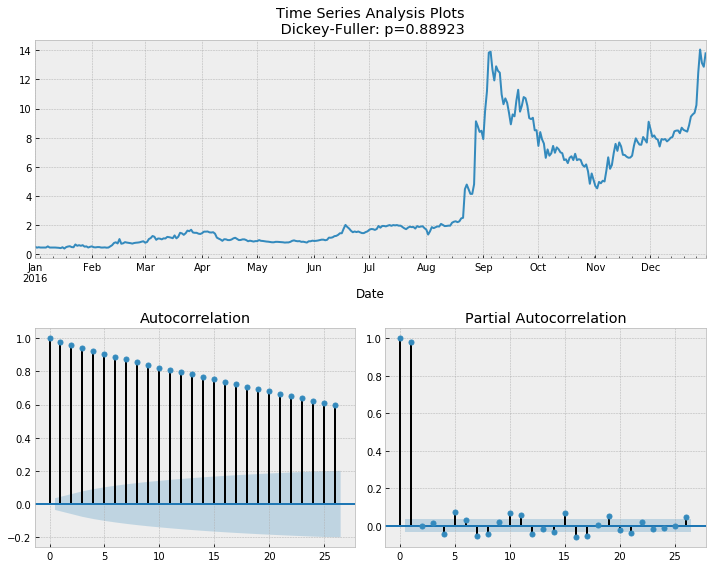 Time Series Analysis Plots
Dickey-Fuller: p=0.88923
14
12
10
8
6
4
2
0
Jan Feb Mar Apr May Jun Jul Aug Sep Oct Nov Dec
2016
Date
Autocorrelation
1.0
0.8
0.6
0.4
0.2
0.0
−0.2
0 5 10 15 20 25
Partial Autocorrelation
1.0
0.8
0.6
0.4
0.2
0.0
0 5 10 15 20 25